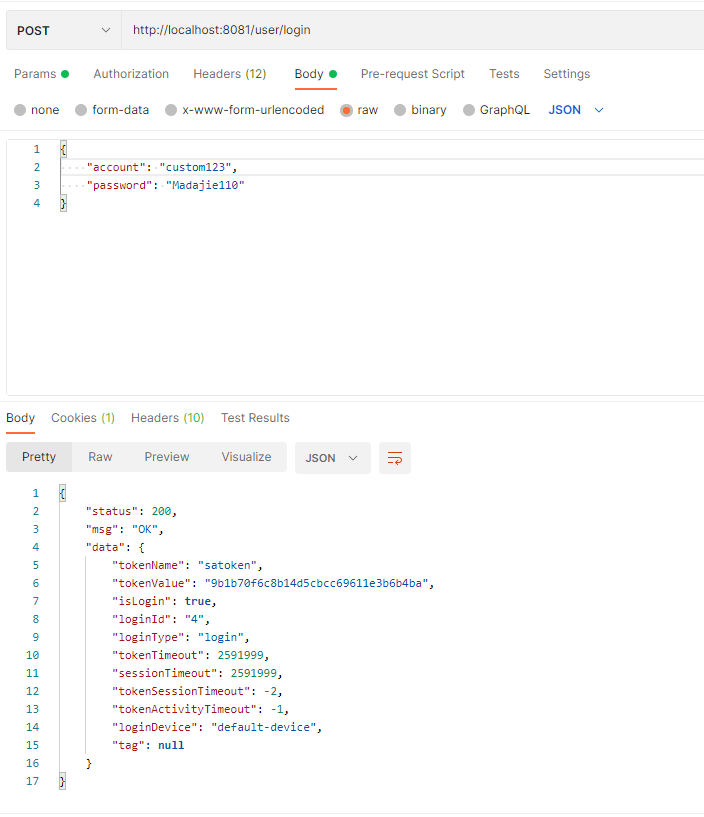 POST http://localhost:8081/user/login
Params Authorization Headers (12) Body Pre-request Script Tests Settings
none form-data x-www-form-urlencoded raw binary GraphQL JSON
1 {
2 "account": "custom123",
3 "password": "Madajie110"
4 }
Body Cookies (1) Headers (10) Test Results
Pretty Raw Preview Visualize JSON
1 {
2 "status": 200,
3 "msg": "OK",
4 "data": {
5 "tokenName": "satoken",
6 "tokenValue": "9b1b70f6c8b14d5cbcc69611e3b6b4ba",
7 "isLogin": true,
8 "loginId": "4",
9 "loginType": "login",
10 "tokenTimeout": 2591999,
11 "sessionTimeout": 2591999,
12 "tokenSessionTimeout": -2,
13 "tokenActivityTimeout": -1,
14 "loginDevice": "default-device",
15 "tag": null
16 }
17 }